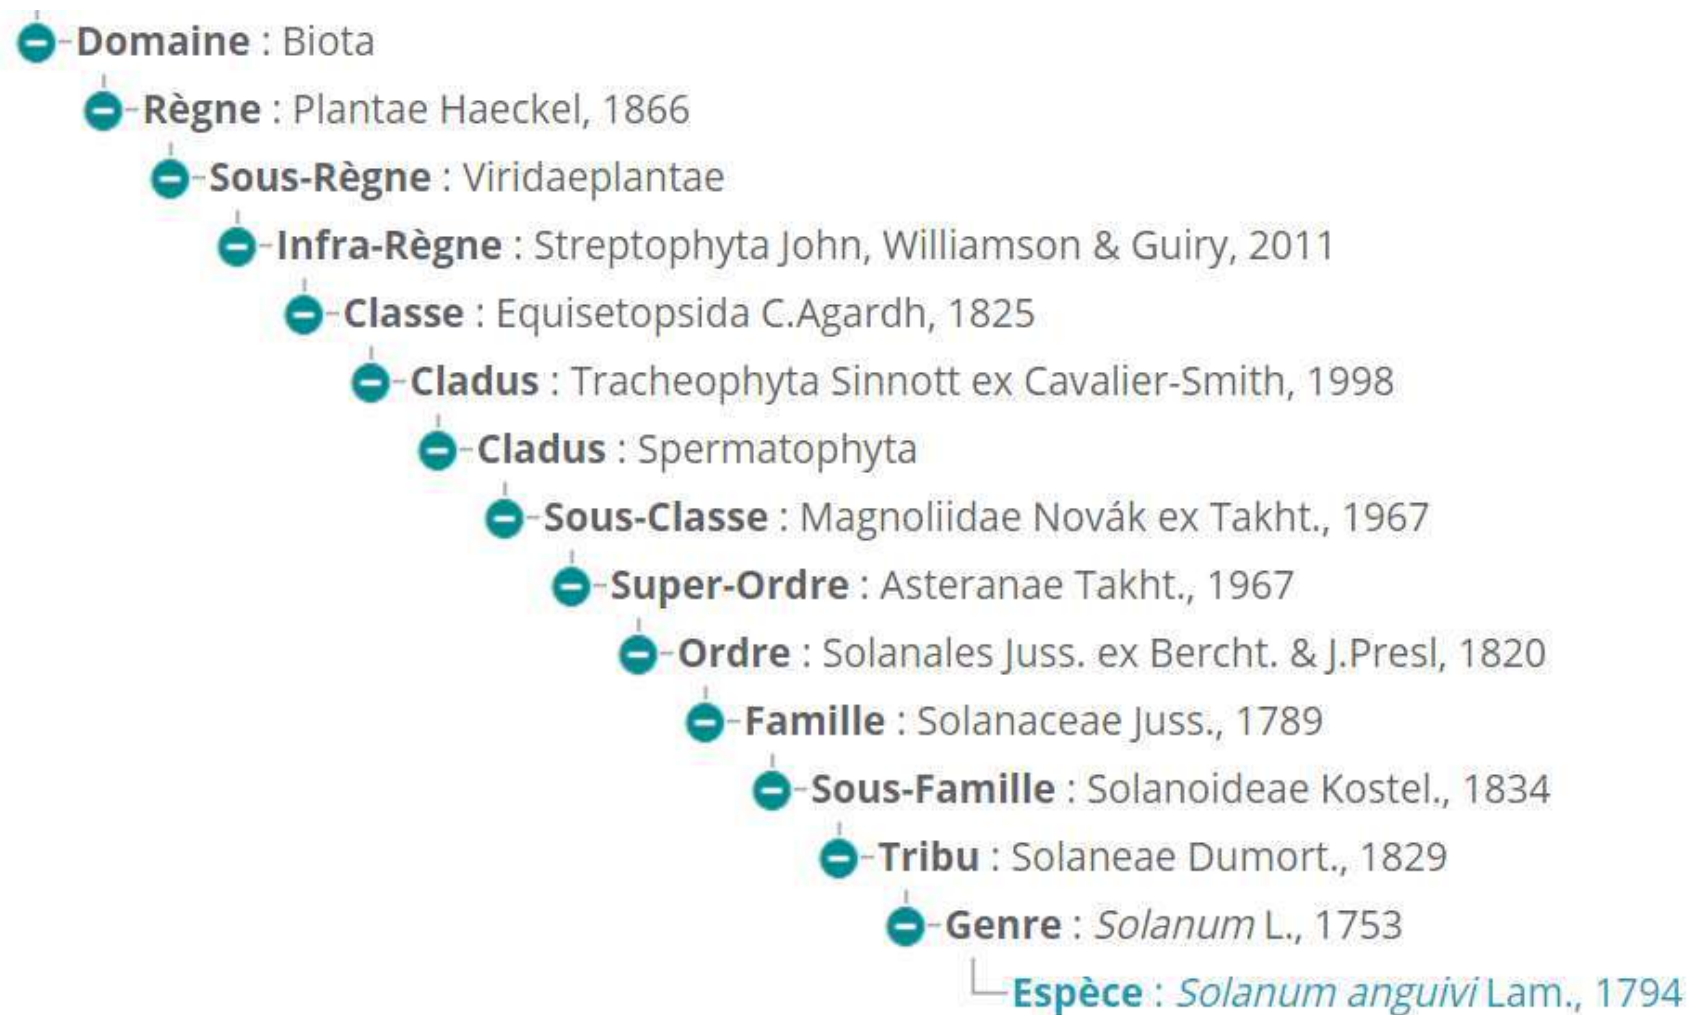 Domaine : Biota
Règne : Plantae Haeckel, 1866
Sous-Règne : Viridaeplantae
Infra-Règne : Streptophyta John, Williamson & Guiry, 2011
Classe : Equisetopsida C.Agardh, 1825
Cladus : Tracheophyta Sinnott ex Cavalier-Smith, 1998
Cladus : Spermatophyta
Sous-Classe : Magnoliidae Novák ex Takht., 1967
Super-Ordre : Asteranae Takht., 1967
Ordre : Solanales Juss. ex Bercht. & J.Presl, 1820
Famille : Solanaceae Juss., 1789
Sous-Famille : Solanoideae Kostel., 1834
Tribu : Solaneae Dumort., 1829
Genre : Solanum L., 1753
Espèce : Solanum anguivi Lam., 1794